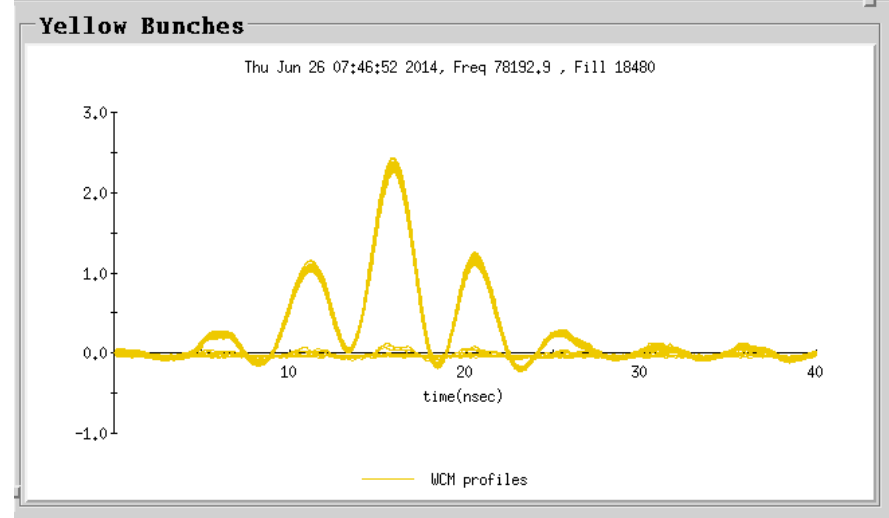 Yellow Bunches
Thu Jun 26 07:46:52 2014, Freq 78192.9 , Fill 18480
3.0
2.0
1.0
0.0
-1.0
10
20
30
40
time(nsec)
WCM profiles